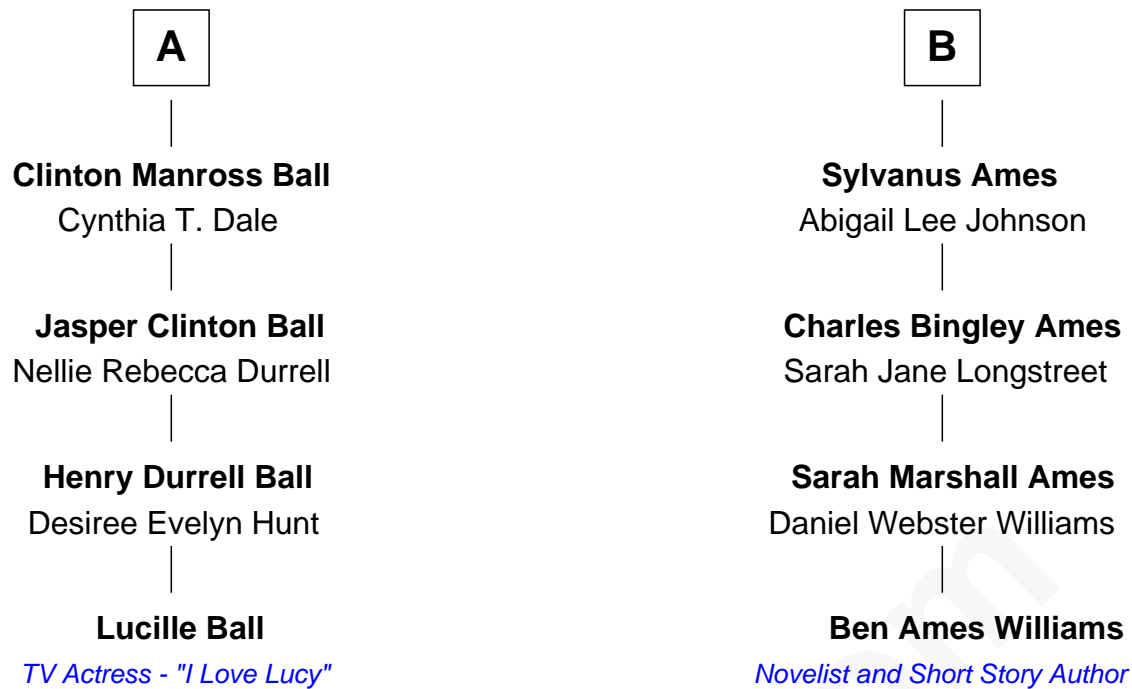 A
Clinton Manross Ball
Cynthia T. Dale
Jasper Clinton Ball
Nellie Rebecca Durrell
Henry Durrell Ball
Desiree Evelyn Hunt
Lucille Ball
TV Actress - "I Love Lucy"
B
Sylvanus Ames
Abigail Lee Johnson
Charles Bingley Ames
Sarah Jane Longstreet
Sarah Marshall Ames
Daniel Webster Williams
Ben Ames Williams
Novelist and Short Story Author